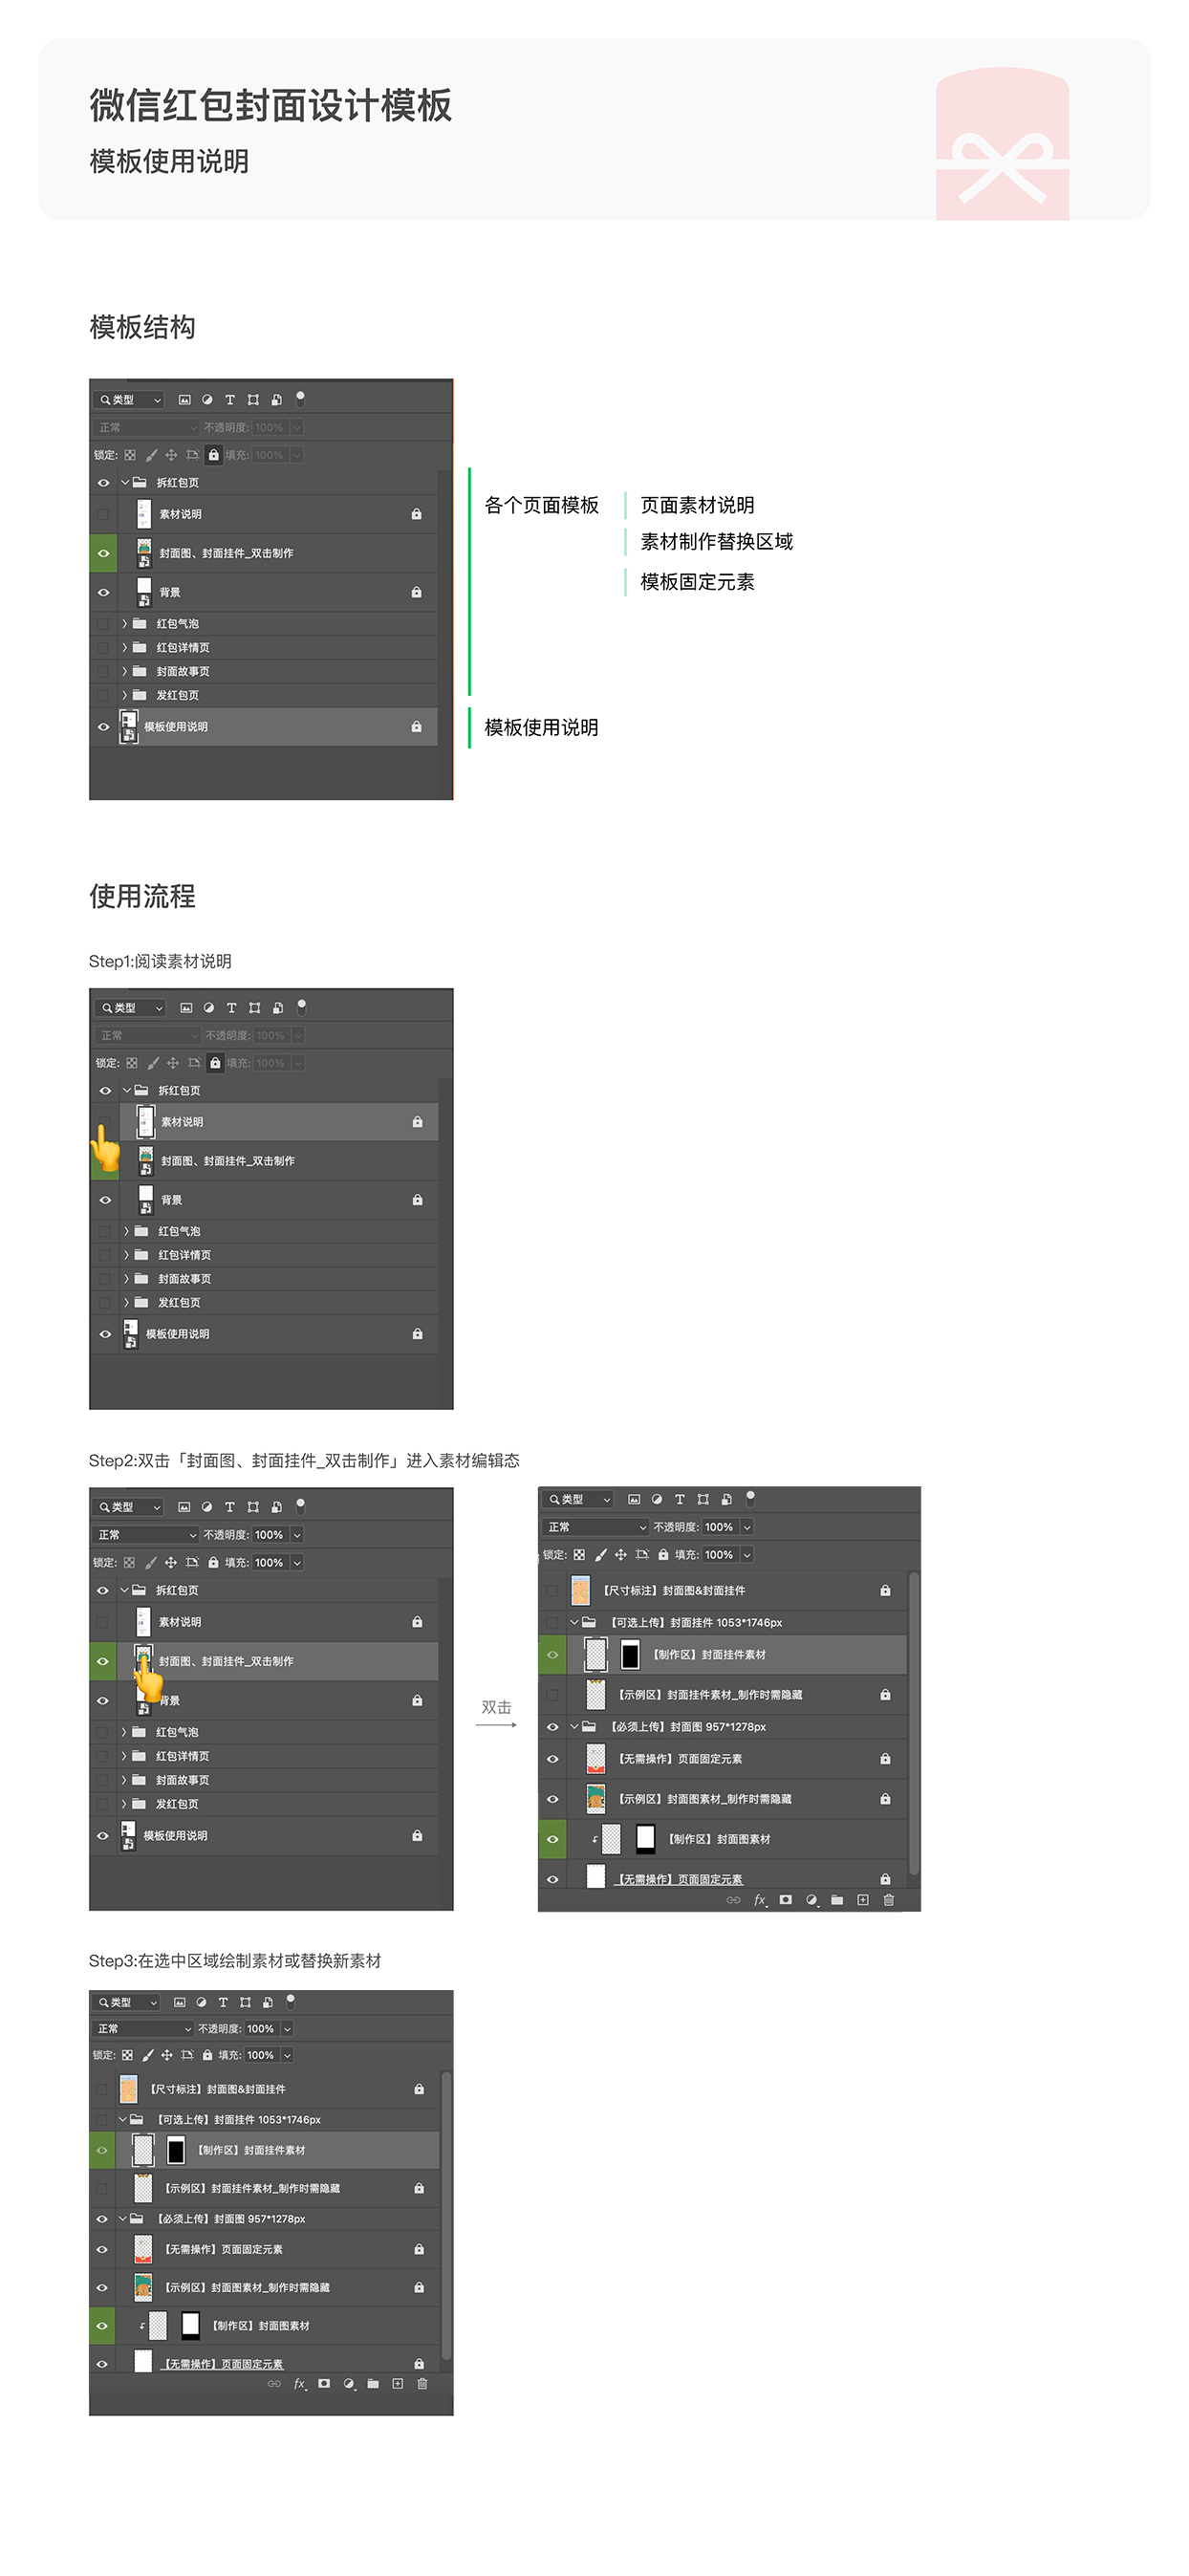 微信红包封面设计模板
模板使用说明
模板结构
类型
正常 不透明度: 100%
锁定: 填充: 100%
拆红包页
素材说明
封面图、封面挂件_双击制作
背景
红包气泡
红包详情页
封面故事页
发红包页
模板使用说明
各个页面模板
页面素材说明
素材制作替换区域
模板固定元素
模板使用说明
使用流程
Step1:阅读素材说明
类型
正常 不透明度: 100%
锁定: 填充: 100%
拆红包页
素材说明
封面图、封面挂件_双击制作
背景
红包气泡
红包详情页
封面故事页
发红包页
模板使用说明
Step2:双击「封面图、封面挂件_双击制作」进入素材编辑态
类型
正常 不透明度: 100%
锁定: 填充: 100%
拆红包页
素材说明
封面图、封面挂件_双击制作
背景
红包气泡
红包详情页
封面故事页
发红包页
模板使用说明
双击
类型
正常 不透明度: 100%
锁定: 填充: 100%
【尺寸标注】封面图&封面挂件
【可选上传】封面挂件 1053*1746px
【制作区】封面挂件素材
【示例区】封面挂件素材_制作时需隐藏
【必须上传】封面图 957*1278px
【无需操作】页面固定元素
【示例区】封面图素材_制作时需隐藏
【制作区】封面图素材
【无需操作】页面固定元素
fx
Step3:在选中区域绘制素材或替换新素材
类型
正常 不透明度: 100%
锁定: 填充: 100%
【尺寸标注】封面图&封面挂件
【可选上传】封面挂件 1053*1746px
【制作区】封面挂件素材
【示例区】封面挂件素材_制作时需隐藏
【必须上传】封面图 957*1278px
【无需操作】页面固定元素
【示例区】封面图素材_制作时需隐藏
【制作区】封面图素材
【无需操作】页面固定元素
fx